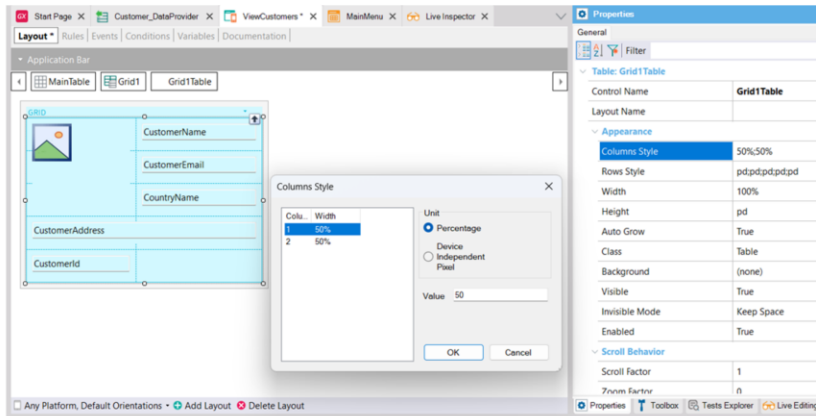 GX Start Page X Customer_DataProvider X ViewCustomers * X MainMenu X Live Inspector X
Layout * Rules Events Conditions Variables Documentation
Application Bar
MainTable Grid1 Grid1Table
GRID
CustomerName
CustomerEmail
CountryName
CustomerAddress
CustomerId
Columns Style
Colu... Width
1 50%
2 50%
Unit
Percentage
Device
Independent
Pixel
Value 50
OK Cancel
Any Platform, Default Orientations Add Layout Delete Layout
Properties
General
Filter
Table: Grid1Table
Control Name Grid1Table
Layout Name
Appearance
Columns Style 50%;50%
Rows Style pd;pd;pd;pd;pd
Width 100%
Height pd
Auto Grow True
Class Table
Background (none)
Visible True
Invisible Mode Keep Space
Enabled True
Scroll Behavior
Scroll Factor 1
Zoom Factor 0
Properties Toolbox Tests Explorer Live Editing